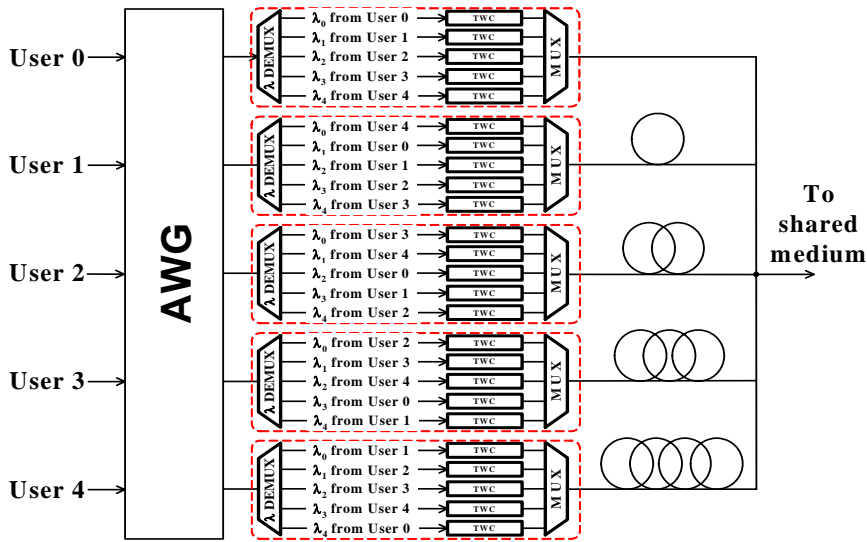 User 0
User 1
User 2
User 3
User 4
AWG
λ DEMUX
λ₀ from User 0 TWC
λ₁ from User 1 TWC
λ₂ from User 2 TWC
λ₃ from User 3 TWC
λ₄ from User 4 TWC
MUX
λ DEMUX
λ₀ from User 4 TWC
λ₁ from User 0 TWC
λ₂ from User 1 TWC
λ₃ from User 2 TWC
λ₄ from User 3 TWC
MUX
λ DEMUX
λ₀ from User 3 TWC
λ₁ from User 4 TWC
λ₂ from User 0 TWC
λ₃ from User 1 TWC
λ₄ from User 2 TWC
MUX
λ DEMUX
λ₀ from User 2 TWC
λ₁ from User 3 TWC
λ₂ from User 4 TWC
λ₃ from User 0 TWC
λ₄ from User 1 TWC
MUX
λ DEMUX
λ₀ from User 1 TWC
λ₁ from User 2 TWC
λ₂ from User 3 TWC
λ₃ from User 4 TWC
λ₄ from User 0 TWC
MUX
To
shared
medium